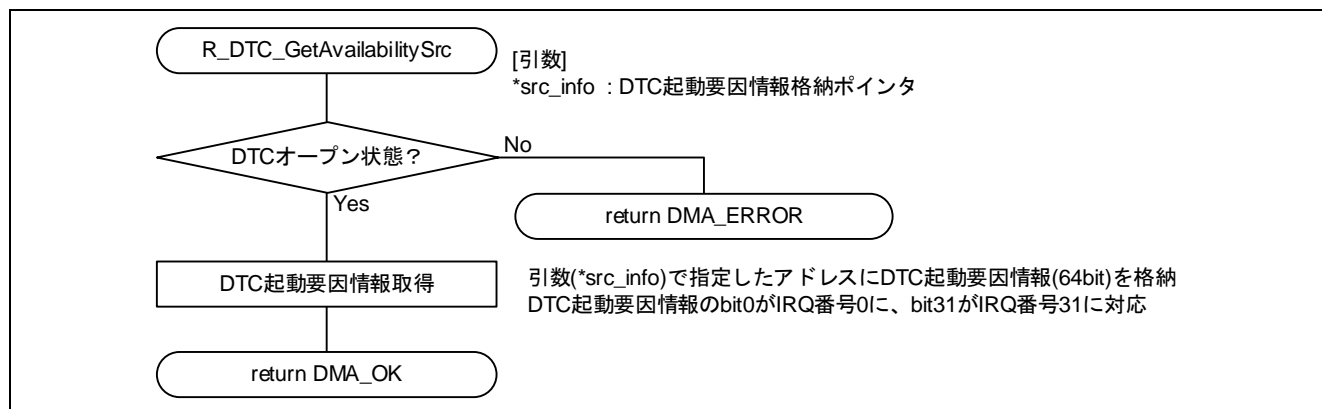 R_DTC_GetAvailabilitySrc
[引数]
*src_info : DTC起動要因情報格納ポインタ
DTCオープン状態？
No
Yes
return DMA_ERROR
DTC起動要因情報取得
引数(*src_info)で指定したアドレスにDTC起動要因情報(64bit)を格納
DTC起動要因情報のbit0がIRQ番号0に、bit31がIRQ番号31に対応
return DMA_OK